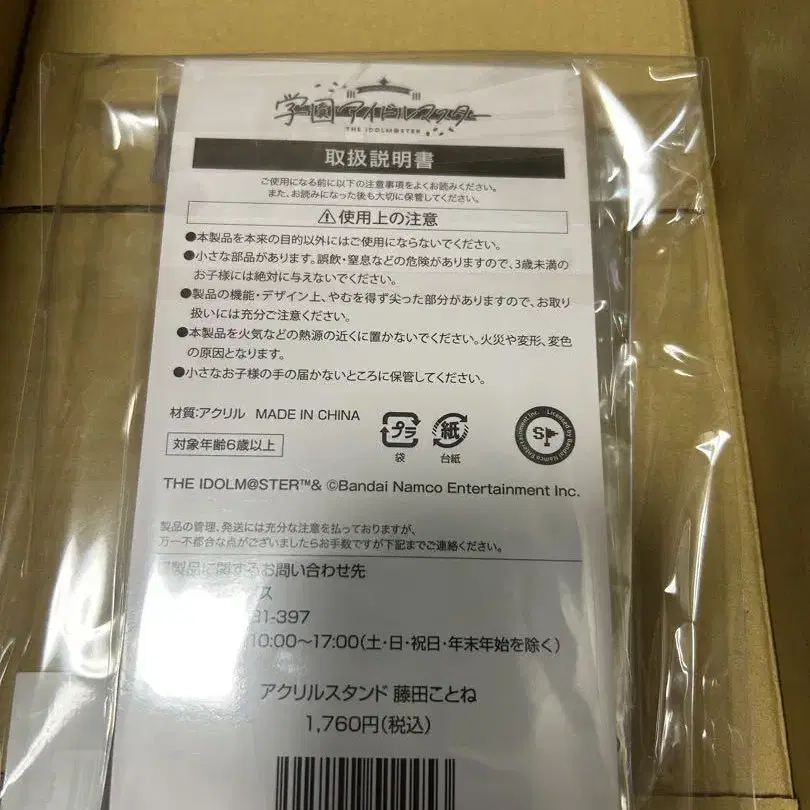 学園アイドルマスター
THE IDOLM@STER
取扱説明書
ご使用になる前に以下の注意事項をよくお読みください。
また、お読みになった後も大切に保管してください。
⚠使用上の注意
●本製品を本来の目的以外にはご使用にならないでください。
●小さな部品があります。誤飲・窒息などの危険がありますので、3歳未満の
お子様には絶対に与えないでください。
●製品の機能・デザイン上、やむを得ず尖った部分がありますので、お取り
扱いには充分ご注意ください。
●本製品を火気などの熱源の近くに置かないでください。火災や変形、変色
の原因となります。
●小さなお子様の手の届かないところに保管してください。
材質:アクリル MADE IN CHINA
プラ
袋
紙
台紙
Licensed by Bandai Namco Entertainment Inc.
SP
対象年齢6歳以上
THE IDOLM@STER™& ©Bandai Namco Entertainment Inc.
製品の管理、発送には充分な注意を払っておりますが、
万一不都合な点がございましたらお手数ですが下記までご連絡ください。
製品に関するお問い合わせ先
ス
31-397
10:00〜17:00(土・日・祝日・年末年始を除く)
アクリルスタンド 藤田ことね
1,760円(税込)